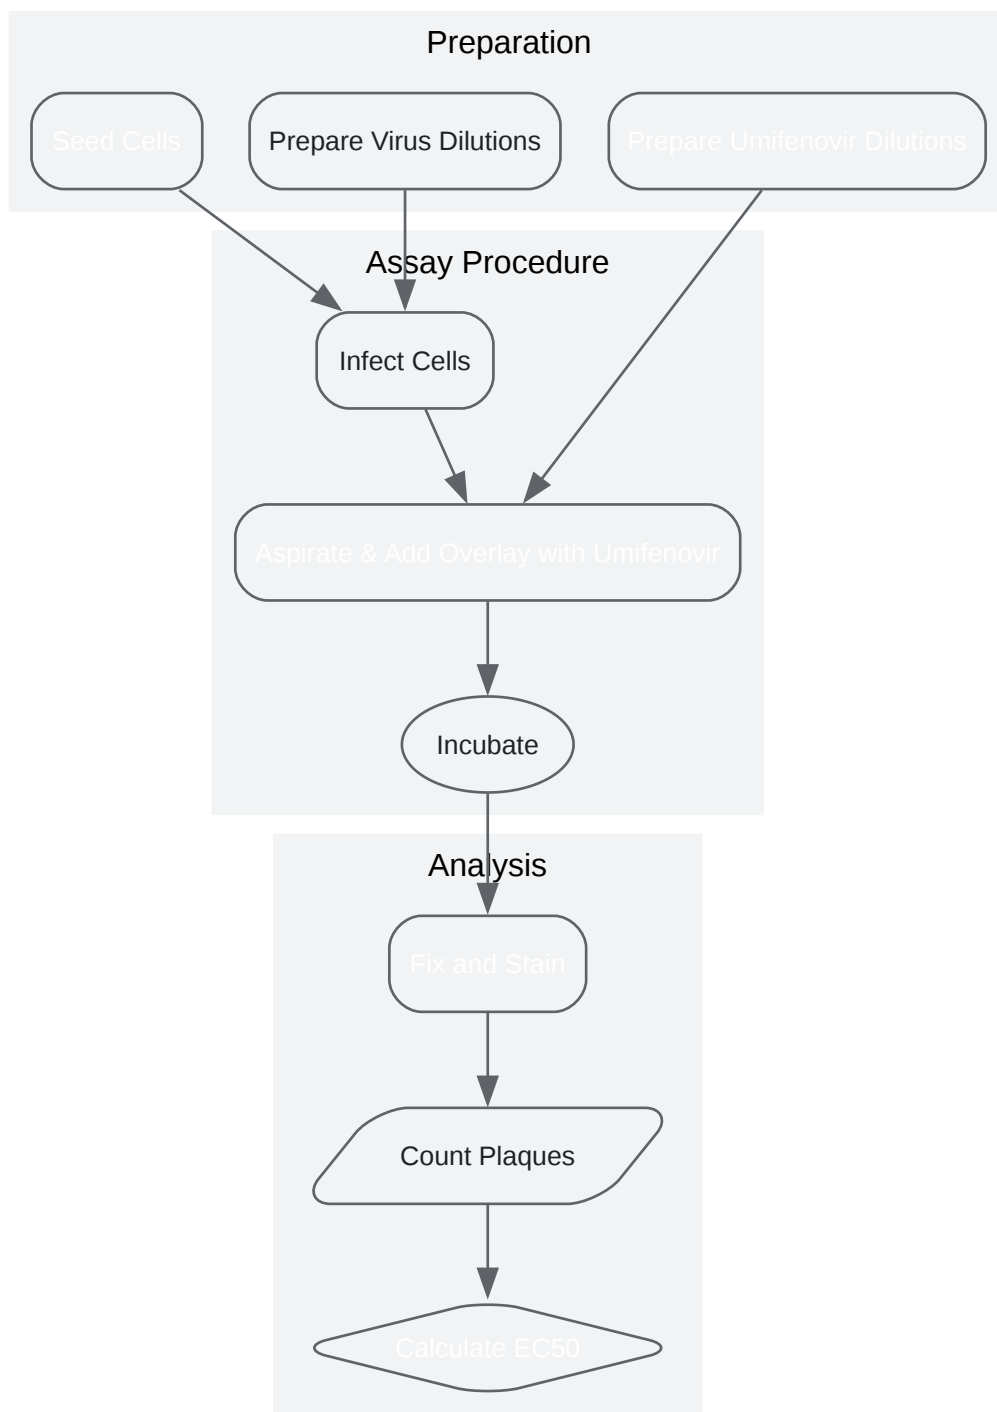 Preparation
Seed Cells
Prepare Virus Dilutions
Prepare Umifenovir Dilutions
Assay Procedure
Infect Cells
Aspirate & Add Overlay with Umifenovir
Incubate
Analysis
Fix and Stain
Count Plaques
Calculate EC50